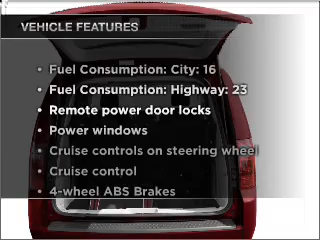 VEHICLE FEATURES
• Fuel Consumption: City: 16
• Fuel Consumption: Highway: 23
• Remote power door locks
• Power windows
• Cruise controls on steering wheel
• Cruise control
• 4-wheel ABS Brakes